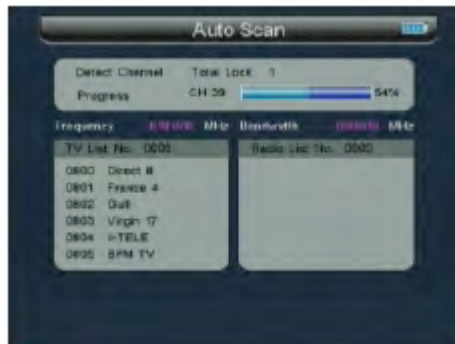 Auto Scan
Detect Channel Total Lock 1
Progress CH 39 54%
Frequency MHz Bandwidth MHz
TV List No. 0006 Radio List No. 0000
0800 Direct 8
0801 France 4
0802 Gulli
0803 Virgin 17
0804 i-TELE
0805 BFM TV